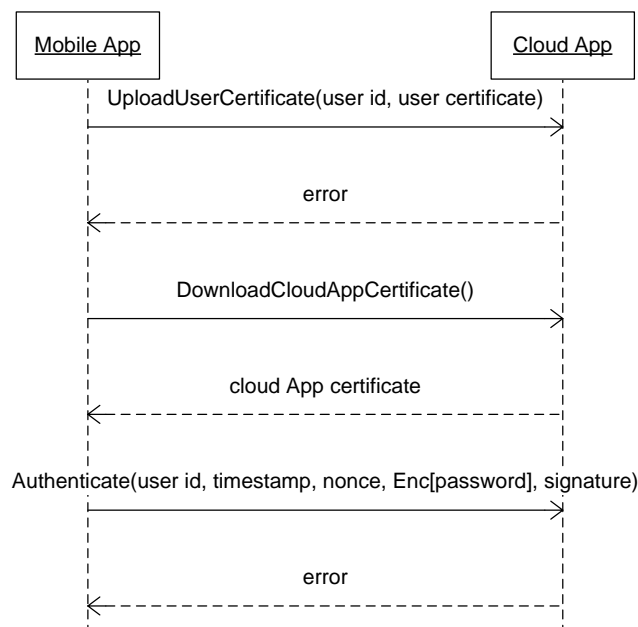 Mobile App
Cloud App
UploadUserCertificate(user id, user certificate)
error
DownloadCloudAppCertificate()
cloud App certificate
Authenticate(user id, timestamp, nonce, Enc[password], signature)
error